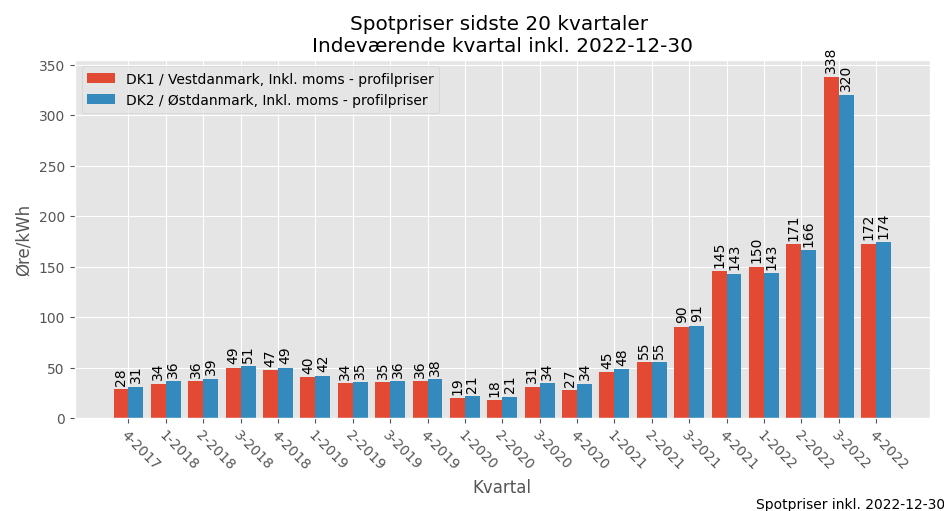 Spotpriser sidste 20 kvartaler
Indeværende kvartal inkl. 2022-12-30
DK1 / Vestdanmark, Inkl. moms - profilpriser
DK2 / Østdanmark, Inkl. moms - profilpriser
Øre/kWh
350
300
250
200
150
100
50
0
28 31 34 36 36 39 49 51 47 49 40 42 34 35 35 36 36 38 19 21 18 21 31 34 27 34 45 48 55 55 90 91 145 143 150 143 171 166 338 320 172 174
4-2017 1-2018 2-2018 3-2018 4-2018 1-2019 2-2019 3-2019 4-2019 1-2020 2-2020 3-2020 4-2020 1-2021 2-2021 3-2021 4-2021 1-2022 2-2022 3-2022 4-2022
Kvartal
Spotpriser inkl. 2022-12-30